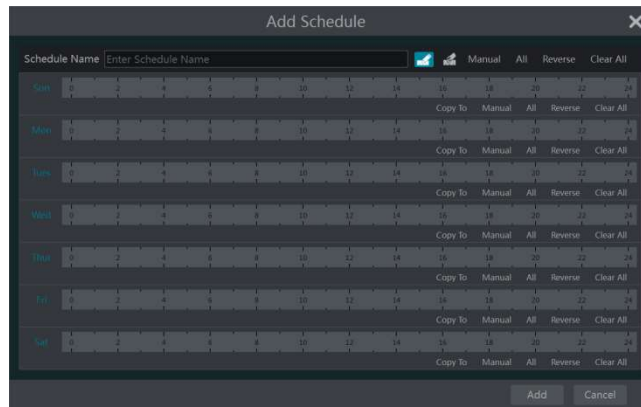 Add Schedule
Schedule Name Enter Schedule Name Manual All Reverse Clear All
Sun 0 2 4 6 8 10 12 14 16 18 20 22 24
Copy To Manual All Reverse Clear All
Mon 0 2 4 6 8 10 12 14 16 18 20 22 24
Copy To Manual All Reverse Clear All
Tues 0 2 4 6 8 10 12 14 16 18 20 22 24
Copy To Manual All Reverse Clear All
Wed 0 2 4 6 8 10 12 14 16 18 20 22 24
Copy To Manual All Reverse Clear All
Thur 0 2 4 6 8 10 12 14 16 18 20 22 24
Copy To Manual All Reverse Clear All
Fri 0 2 4 6 8 10 12 14 16 18 20 22 24
Copy To Manual All Reverse Clear All
Sat 0 2 4 6 8 10 12 14 16 18 20 22 24
Copy To Manual All Reverse Clear All
Add Cancel